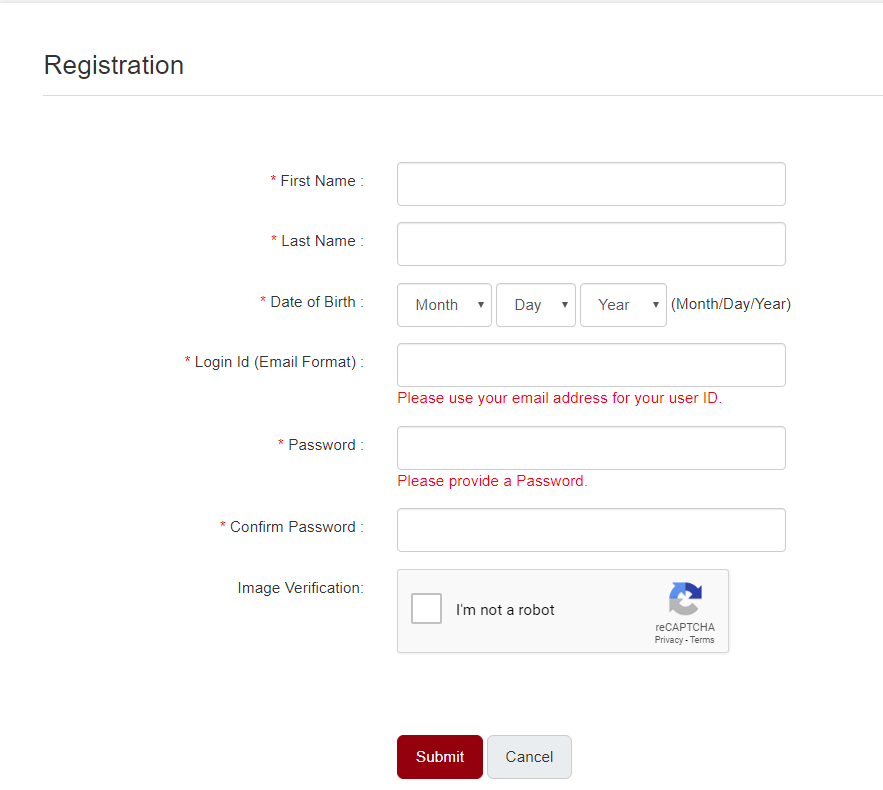 Registration
* First Name :
* Last Name :
* Date of Birth : Month Day Year (Month/Day/Year)
* Login Id (Email Format) :
Please use your email address for your user ID.
* Password :
Please provide a Password.
* Confirm Password :
Image Verification:
I'm not a robot
reCAPTCHA
Privacy - Terms
Submit Cancel